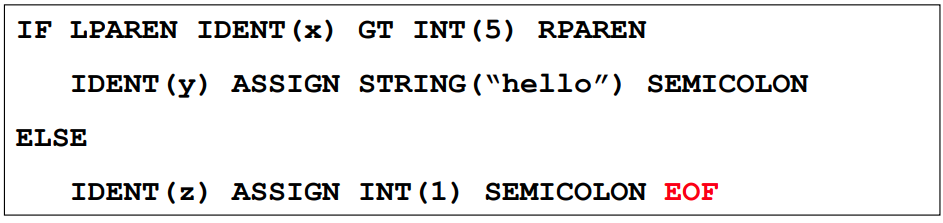 IF LPAREN IDENT(x) GT INT(5) RPAREN
IDENT(y) ASSIGN STRING(“hello”) SEMICOLON
ELSE
IDENT(z) ASSIGN INT(1) SEMICOLON EOF